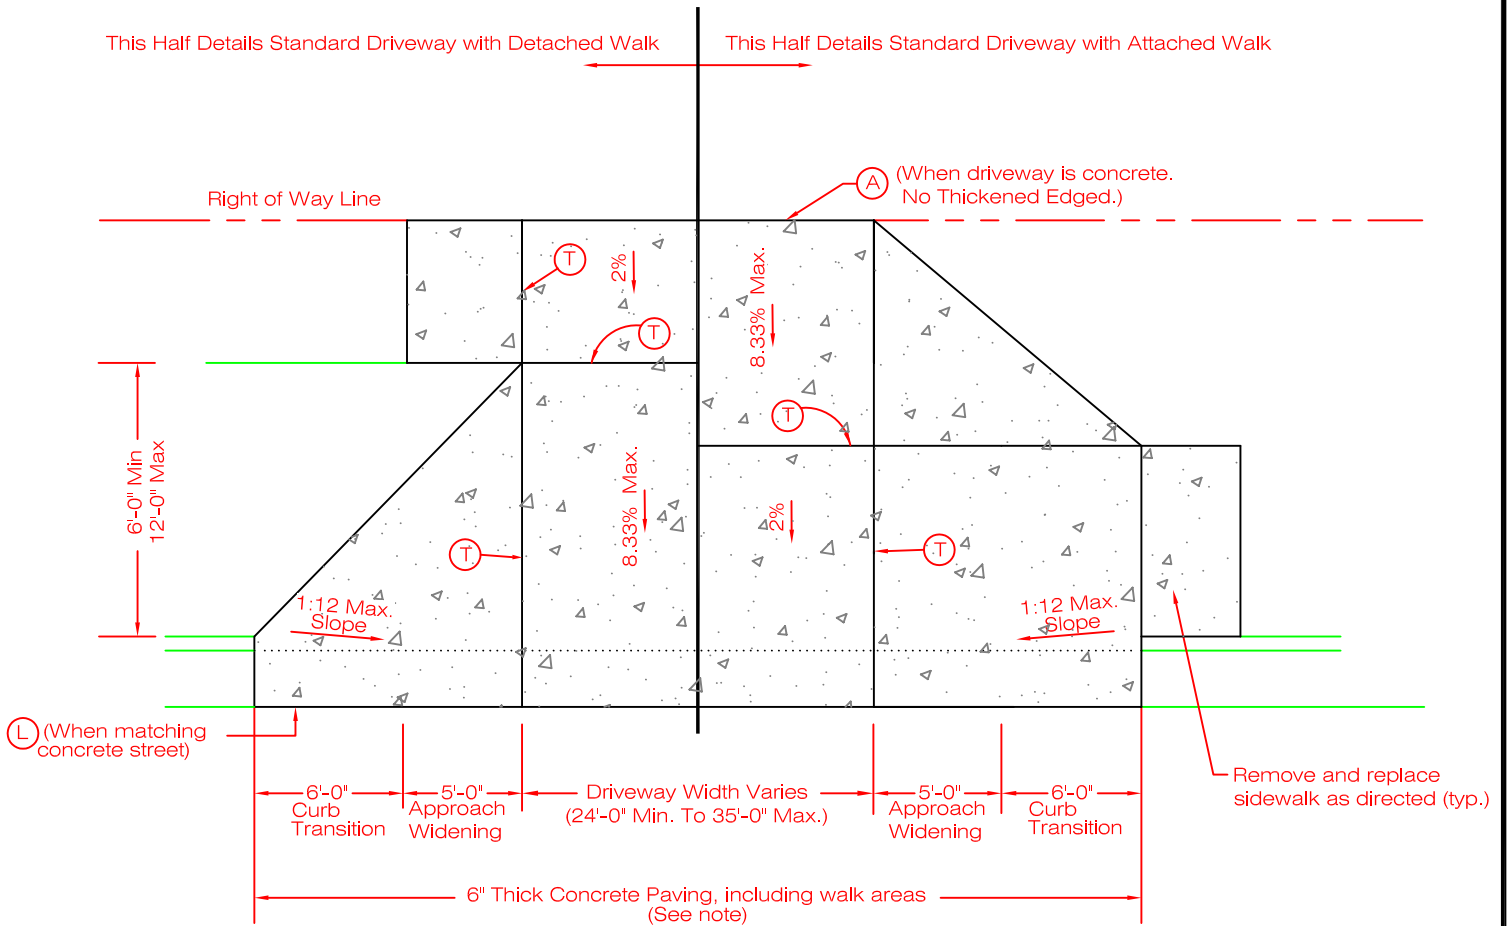 This Half Details Standard Driveway with Detached Walk
This Half Details Standard Driveway with Attached Walk
Right of Way Line
A
(When driveway is concrete.
No Thickened Edged.)
T
2%
T
8.33% Max.
T
6'-0" Min
12'-0" Max
8.33% Max.
2%
T
T
1:12 Max.
Slope
1:12 Max.
Slope
L
(When matching
concrete street)
6'-0"
Curb
Transition
5'-0"
Approach
Widening
Driveway Width Varies
(24'-0" Min. To 35'-0" Max.)
5'-0"
Approach
Widening
6'-0"
Curb
Transition
Remove and replace
sidewalk as directed (typ.)
6" Thick Concrete Paving, including walk areas
(See note)